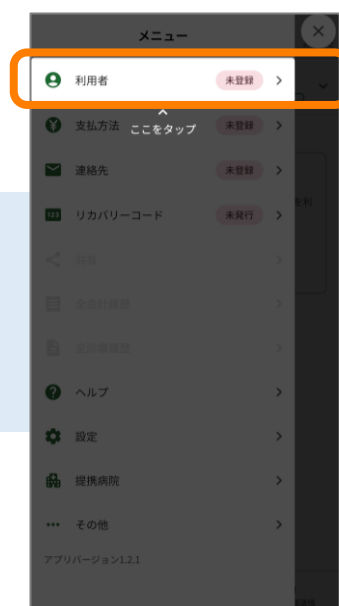 メニュー
利用者 未登録
支払方法 未登録
ここをタップ
連絡先 未登録
123 リカバリーコード 未発行
共有
ヘルプ
設定
提携病院
その他
アプリバージョン1.2.1